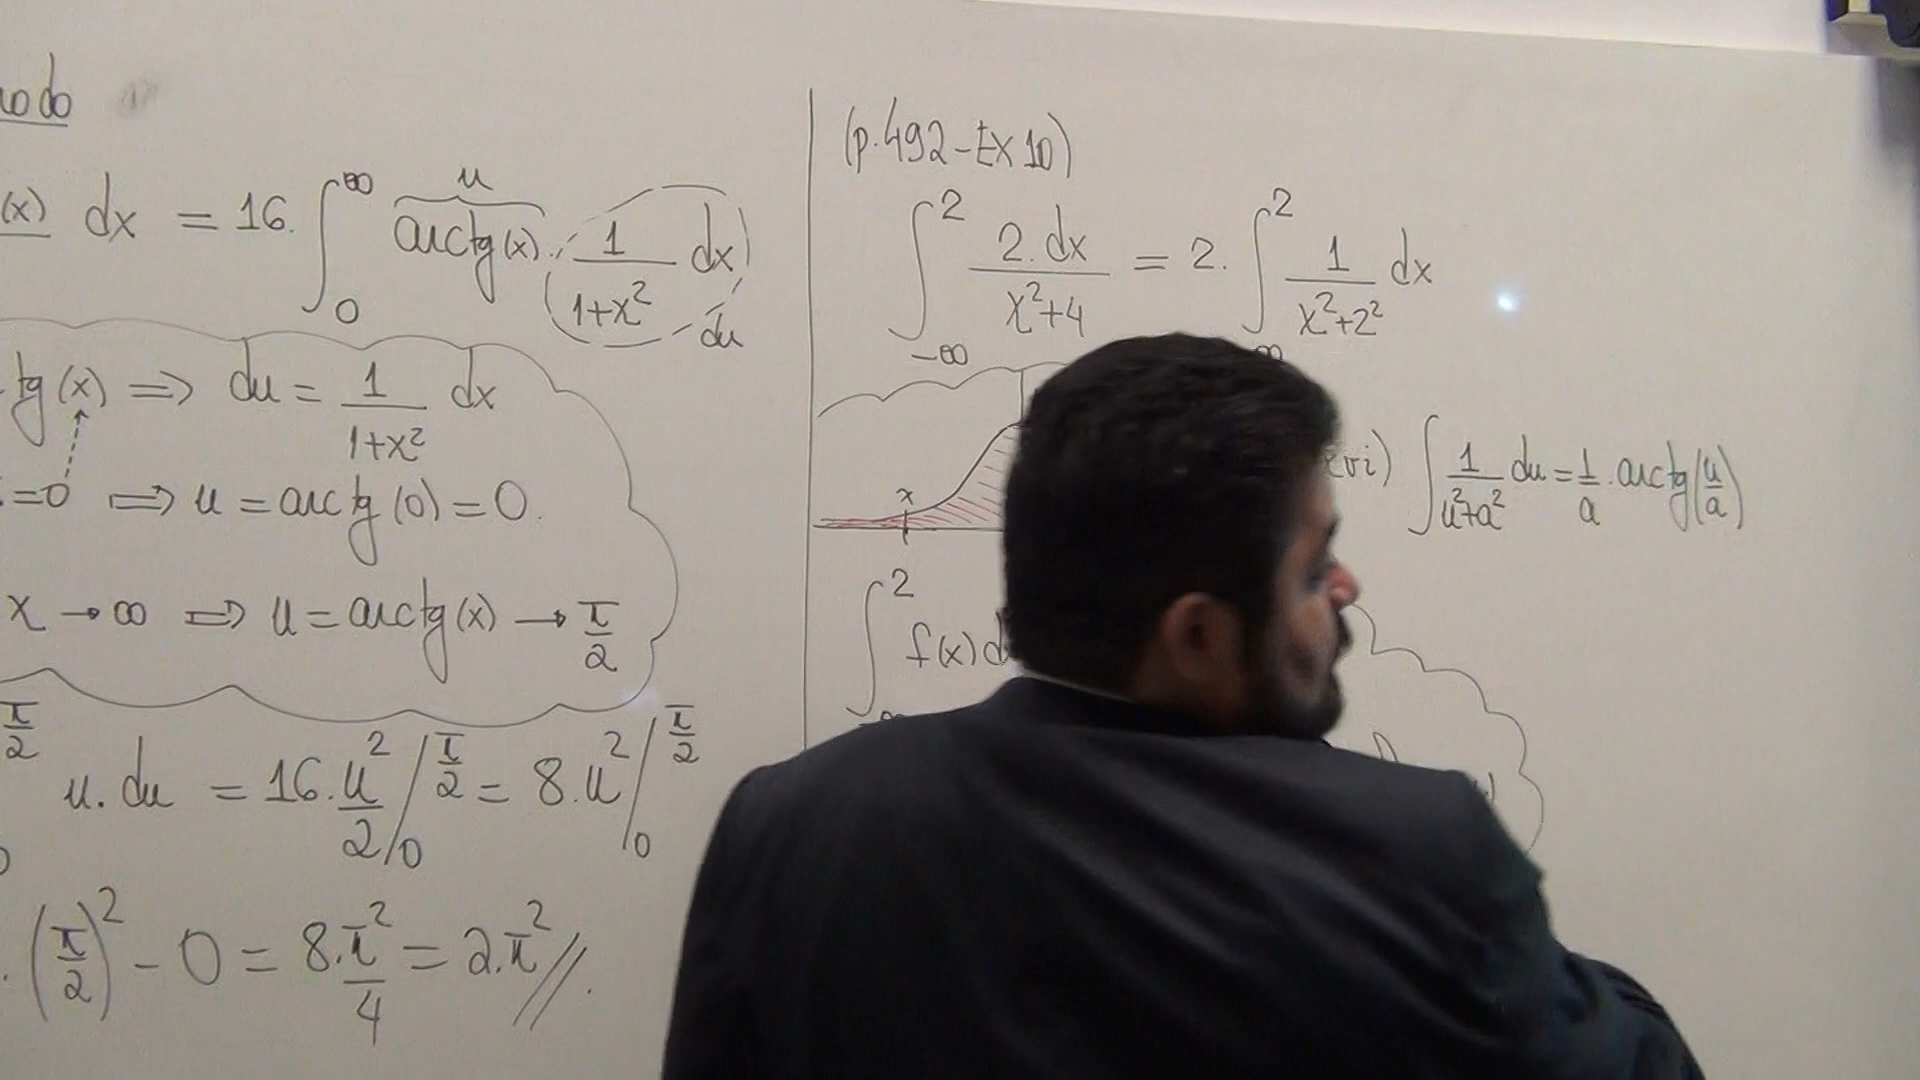 (x) dx = 16. ∫₀^∞ arctg(x) . 1/(1+x²) dx
u
du
tg(x) ⇒ du = 1/(1+x²) dx
=0 ⇒ u = arctg(0) = 0.
x → ∞ ⇒ u = arctg(x) → π/2
π/2 u.du = 16.u²/2 /₀^(π/2) = 8.u² /₀^(π/2)
. (π/2)² - 0 = 8.π²/4 = 2.π² //.
(p.492 - Ex 10)
∫_{-∞}^2 2.dx/(x²+4) = 2. ∫^2 1/(x²+2²) dx
∞
x
vi) ∫ 1/(u²+a²) du = 1/a . arctg(u/a)
∫_{-∞}^2 f(x) d